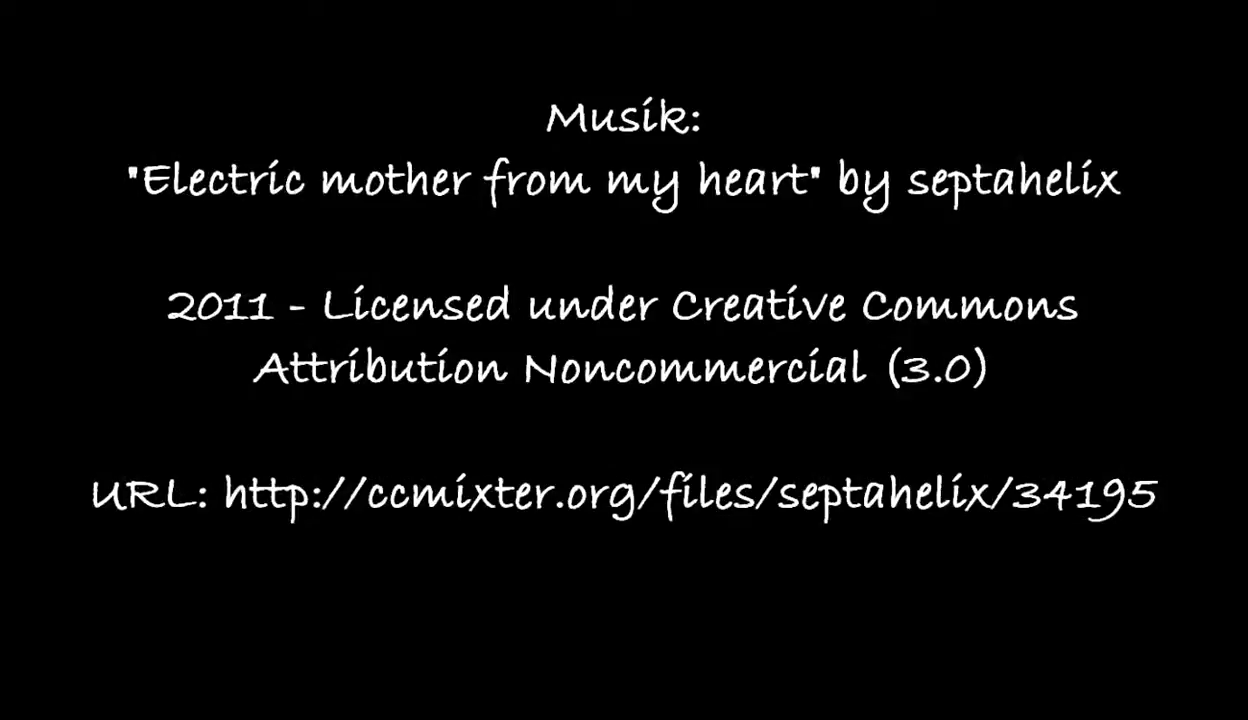 Musik:
"Electric mother from my heart" by septahelix
2011 - Licensed under Creative Commons
Attribution Noncommercial (3.0)
URL: http://ccmixter.org/files/septahelix/34195